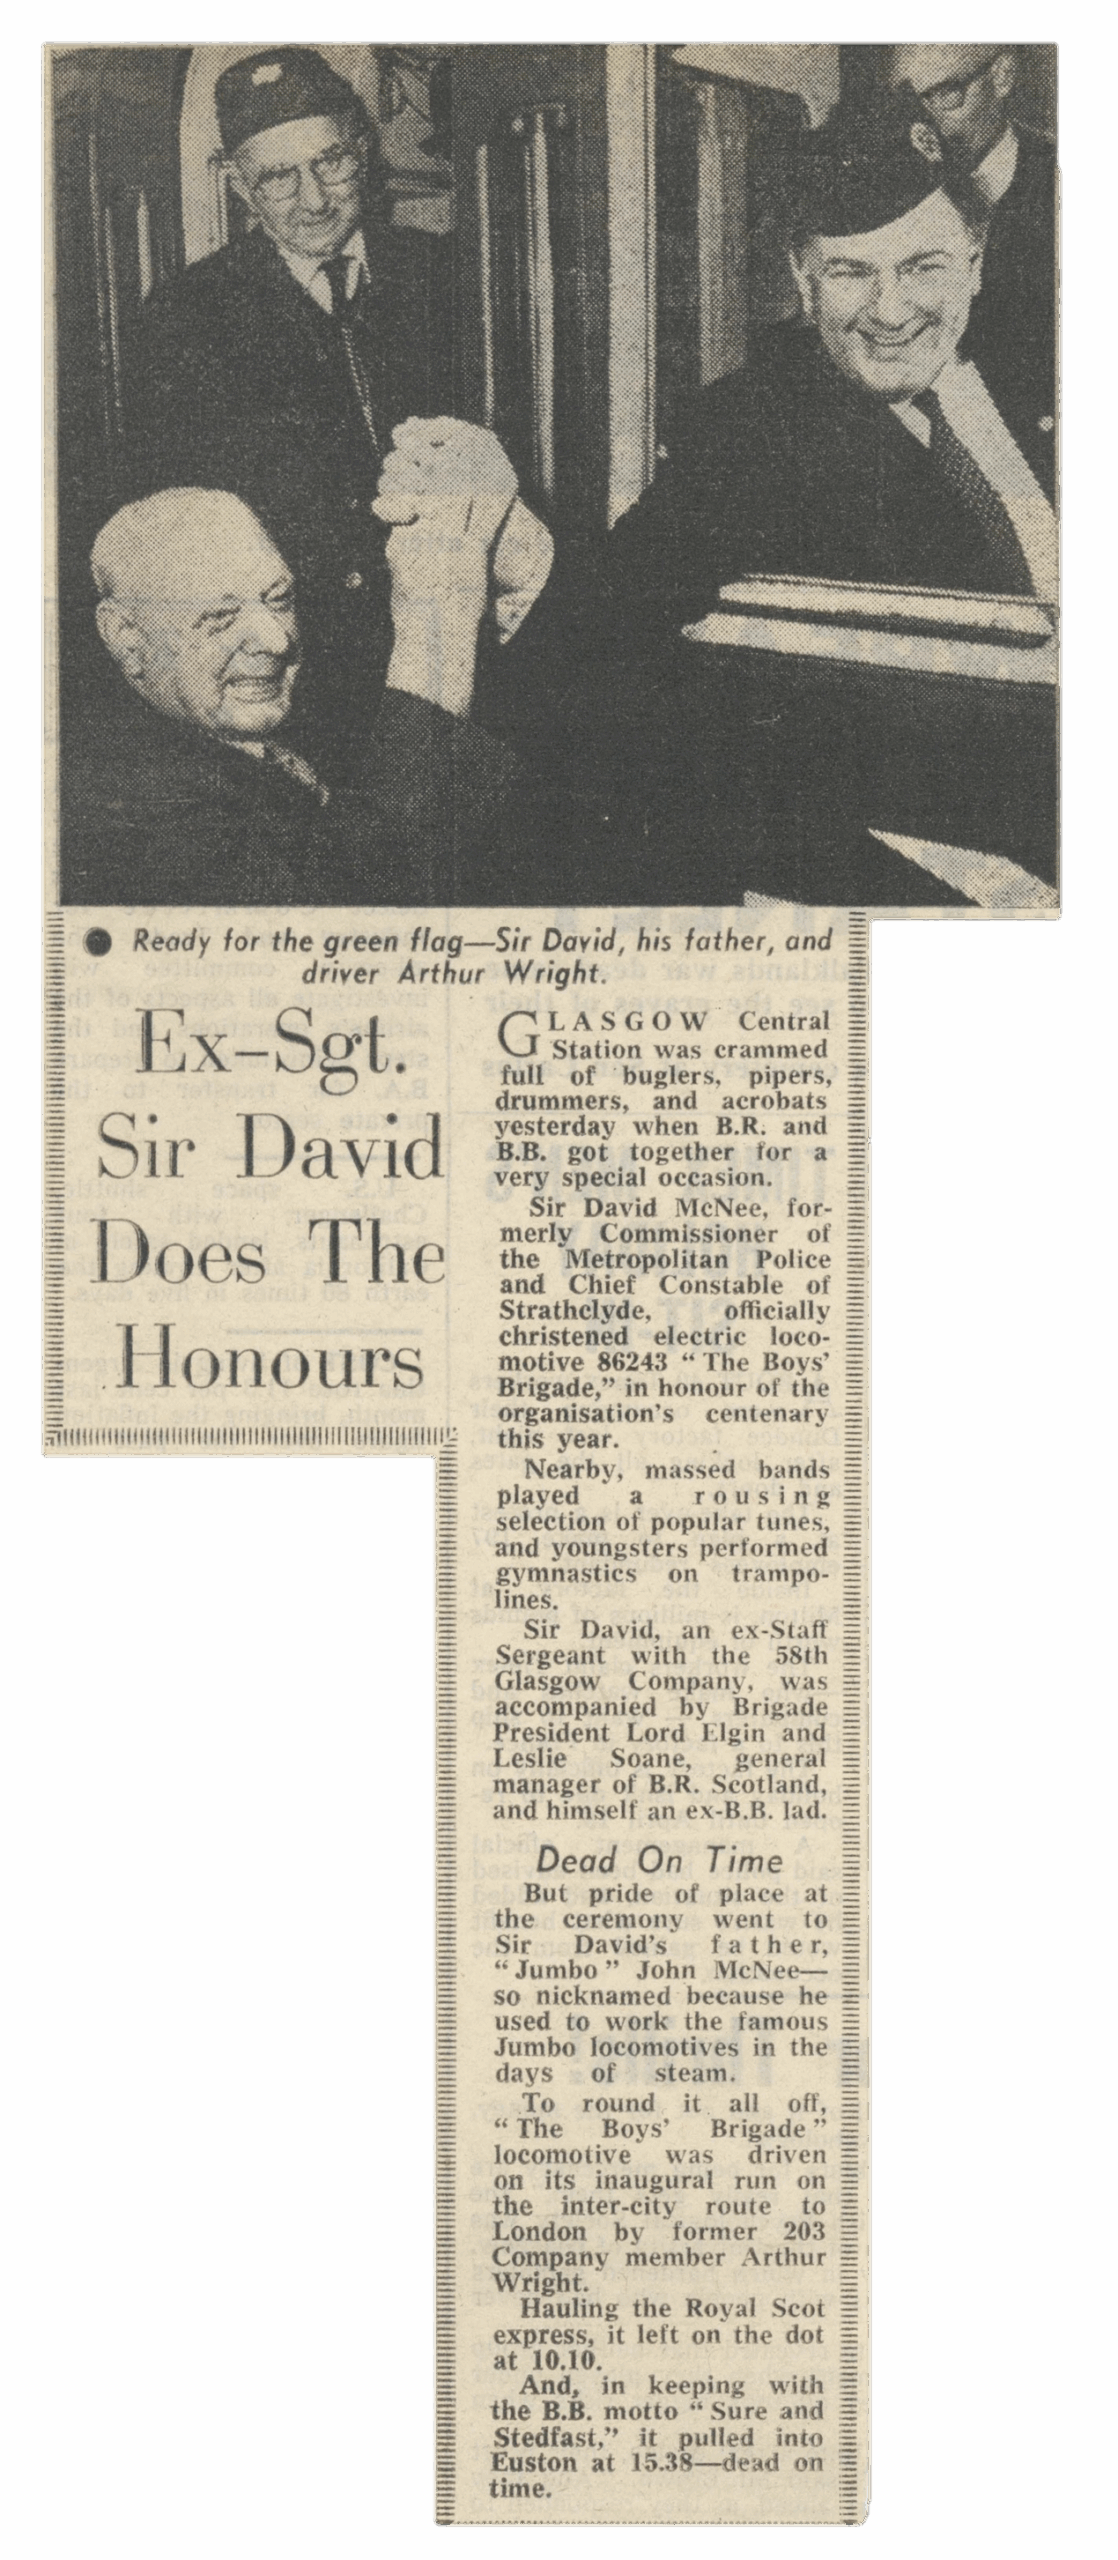 ● Ready for the green flag—Sir David, his father, and
driver Arthur Wright.
Ex-Sgt.
Sir David
Does The
Honours
GLASGOW Central
Station was crammed
full of buglers, pipers,
drummers, and acrobats
yesterday when B.R. and
B.B. got together for a
very special occasion.
Sir David McNee, for-
merly Commissioner of
the Metropolitan Police
and Chief Constable of
Strathclyde, officially
christened electric loco-
motive 86243 “The Boys’
Brigade,” in honour of the
organisation’s centenary
this year.
Nearby, massed bands
played a rousing
selection of popular tunes,
and youngsters performed
gymnastics on trampo-
lines.
Sir David, an ex-Staff
Sergeant with the 58th
Glasgow Company, was
accompanied by Brigade
President Lord Elgin and
Leslie Soane, general
manager of B.R. Scotland,
and himself an ex-B.B. lad.
Dead On Time
But pride of place at
the ceremony went to
Sir David’s father,
“Jumbo” John McNee—
so nicknamed because he
used to work the famous
Jumbo locomotives in the
days of steam.
To round it all off,
“The Boys’ Brigade”
locomotive was driven
on its inaugural run on
the inter-city route to
London by former 203
Company member Arthur
Wright.
Hauling the Royal Scot
express, it left on the dot
at 10.10.
And, in keeping with
the B.B. motto “Sure and
Stedfast,” it pulled into
Euston at 15.38—dead on
time.